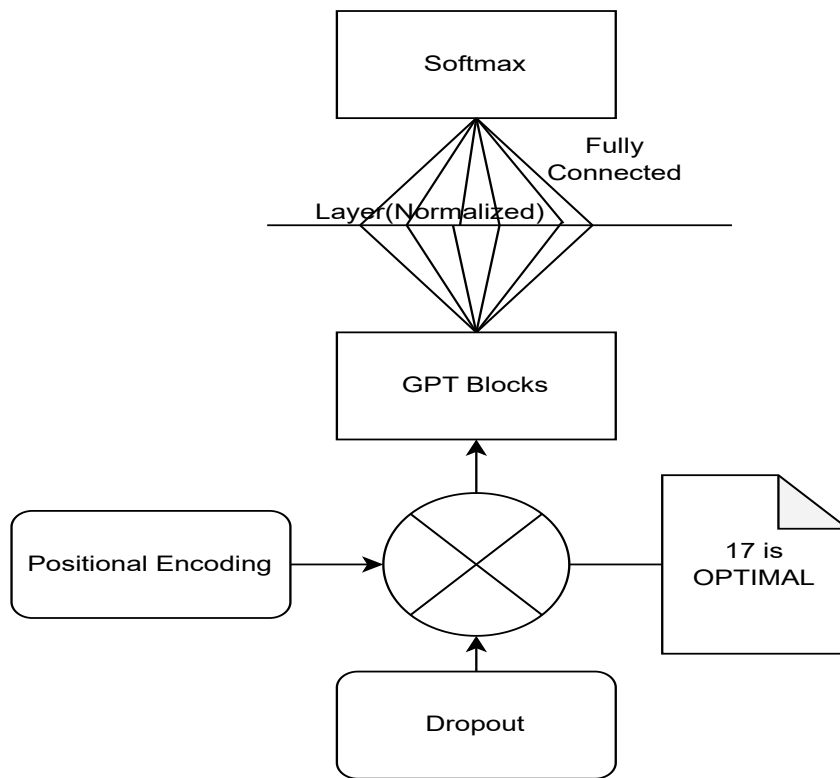 Softmax
Fully
Connected
Layer(Normalized)
GPT Blocks
Positional Encoding
17 is
OPTIMAL
Dropout